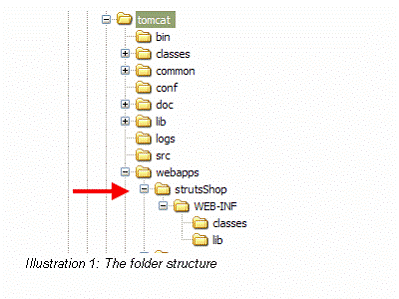 tomcat
bin
classes
common
conf
doc
lib
logs
src
webapps
strutsShop
WEB-INF
classes
lib
Illustration 1: The folder structure